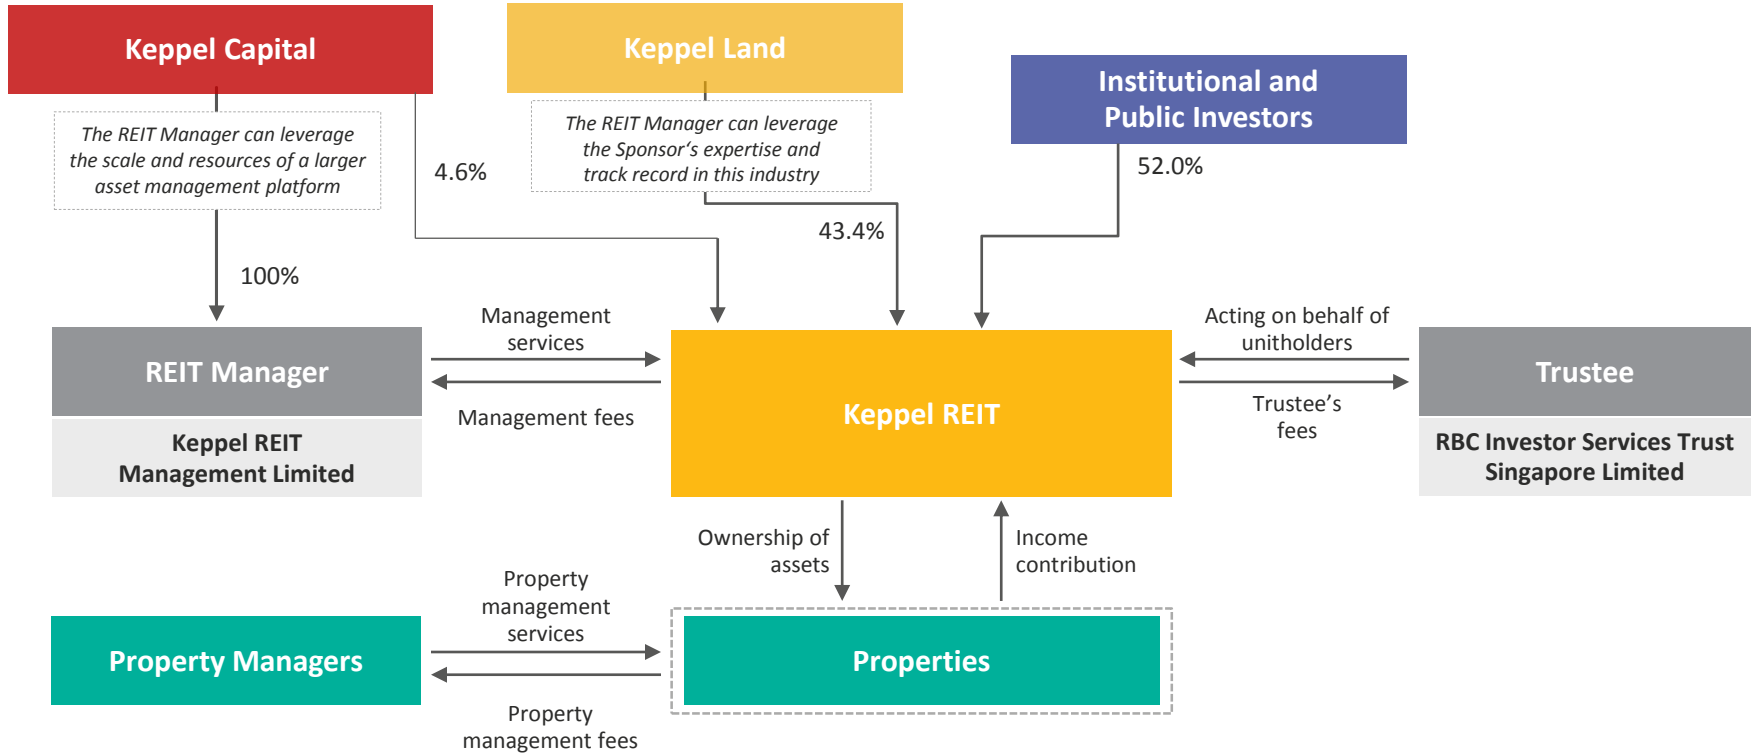 Keppel Capital
Keppel Land
Institutional and
Public Investors
The REIT Manager can leverage
the scale and resources of a larger
asset management platform
4.6%
The REIT Manager can leverage
the Sponsor‘s expertise and
track record in this industry
52.0%
43.4%
100%
REIT Manager
Keppel REIT
Management Limited
Management
services
Management fees
Keppel REIT
Acting on behalf of
unitholders
Trustee’s
fees
Trustee
RBC Investor Services Trust
Singapore Limited
Ownership of
assets
Income
contribution
Property Managers
Property
management
services
Property
management fees
Properties